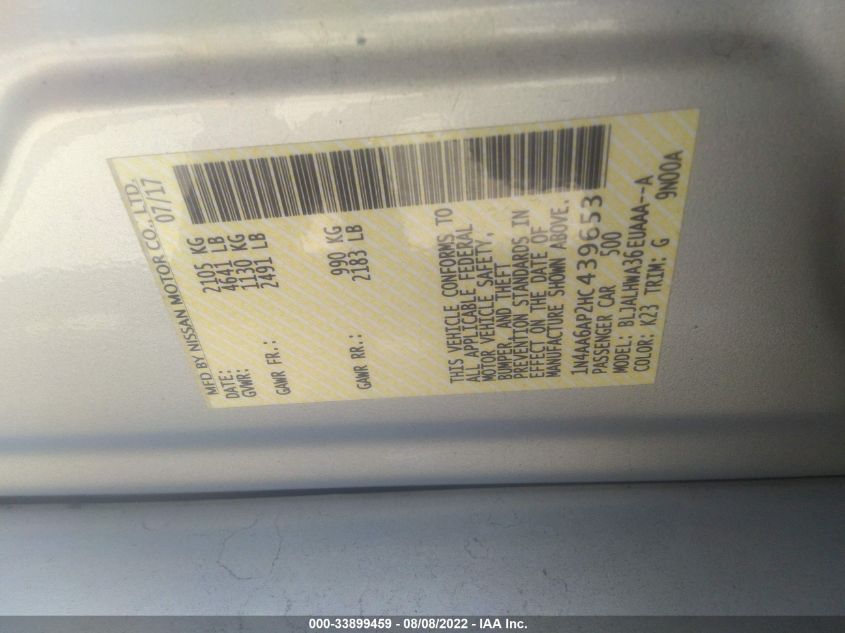 MFD BY NISSAN MOTOR CO., LTD.
DATE: 07/17
GVWR: 2105 KG
4641 LB
GAWR FR.: 1130 KG
2491 LB
GAWR RR.: 990 KG
2183 LB
THIS VEHICLE CONFORMS TO
ALL APPLICABLE FEDERAL
MOTOR VEHICLE SAFETY,
BUMPER, AND THEFT
PREVENTION STANDARDS IN
EFFECT ON THE DATE OF
MANUFACTURE SHOWN ABOVE.
1N4AA6AP2HC439653
PASSENGER CAR 500
MODEL: BLJALHWA36EUAAA--A
COLOR: K23 TRIM: G 9N00A
000-33899459 - 08/08/2022 - IAA Inc.